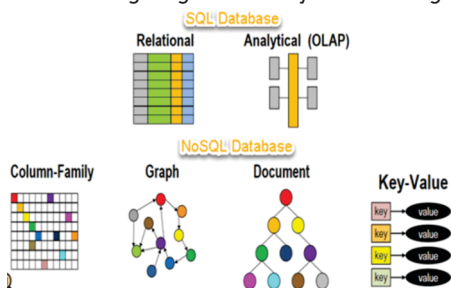 SQL Database
Relational
Analytical (OLAP)
NoSQL Database
Column-Family
Graph
Document
Key-Value
key value
key value
key value
key value